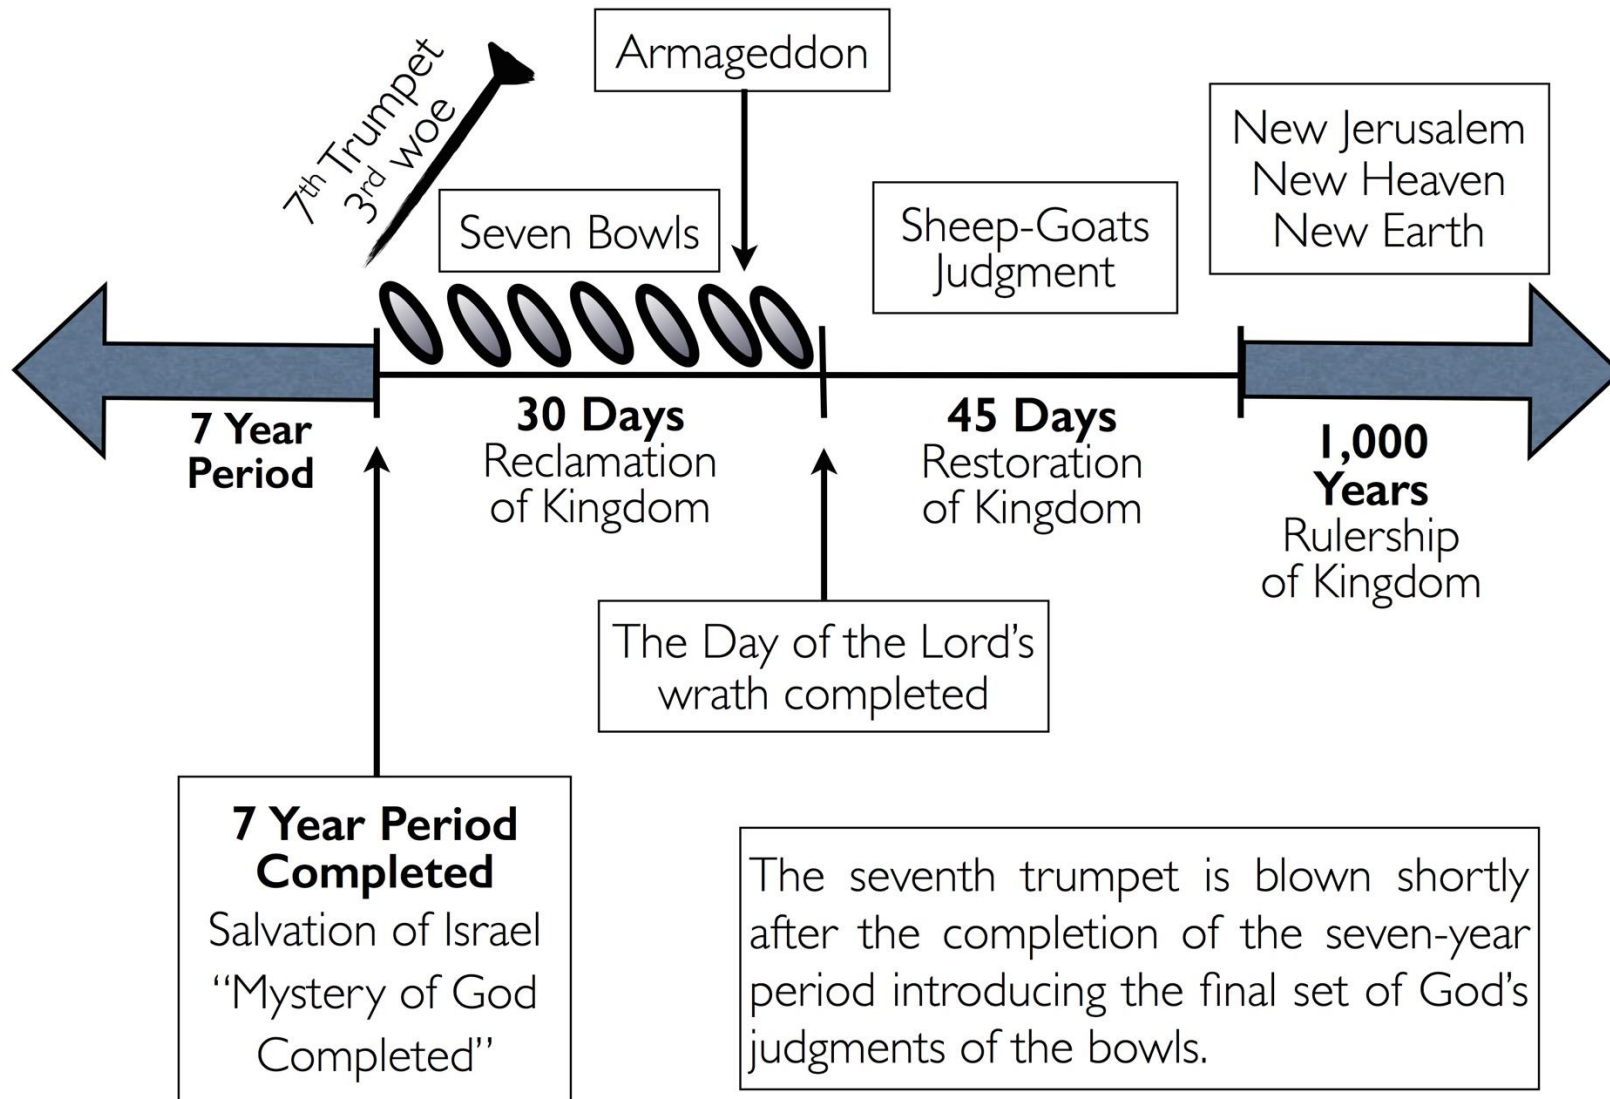 7th Trumpet
3rd woe
Armageddon
Seven Bowls
Sheep-Goats
Judgment
New Jerusalem
New Heaven
New Earth
7 Year
Period
30 Days
Reclamation
of Kingdom
45 Days
Restoration
of Kingdom
1,000
Years
Rulership
of Kingdom
The Day of the Lord’s
wrath completed
7 Year Period
Completed
Salvation of Israel
“Mystery of God
Completed”
The seventh trumpet is blown shortly
after the completion of the seven-year
period introducing the final set of God’s
judgments of the bowls.